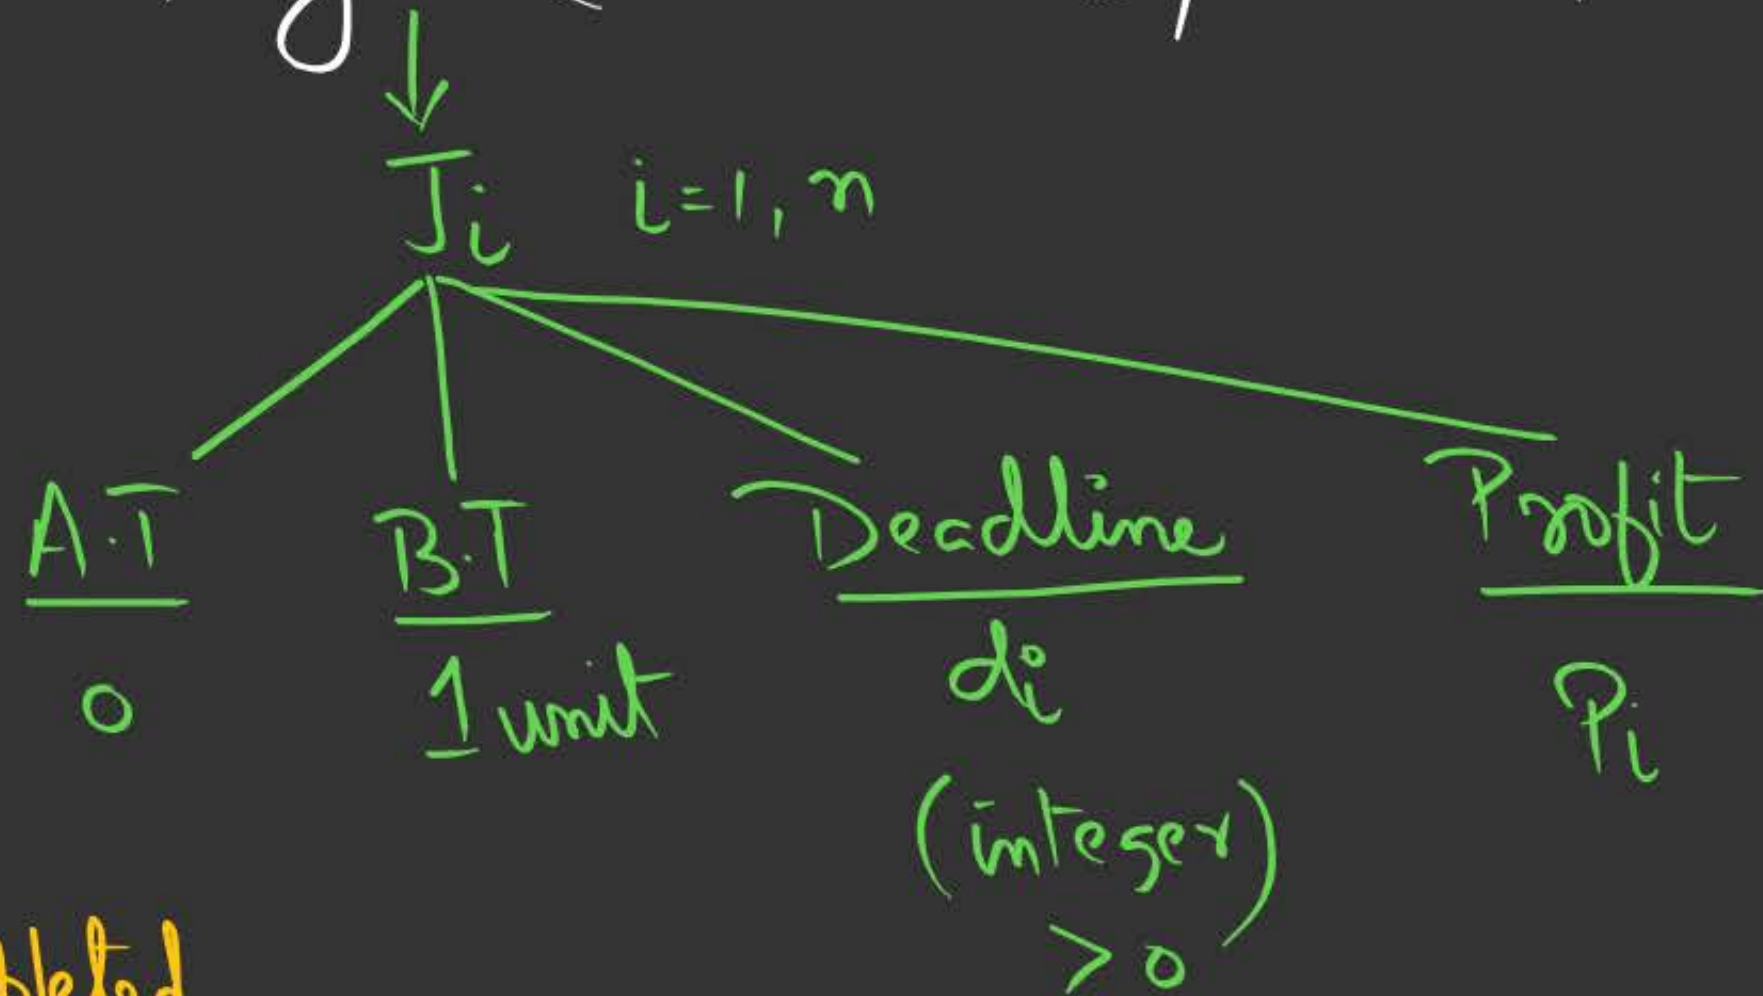 Ji i=1, n
A.T B.T Deadline Profit
0 1 unit di Pi
(integer)
>0